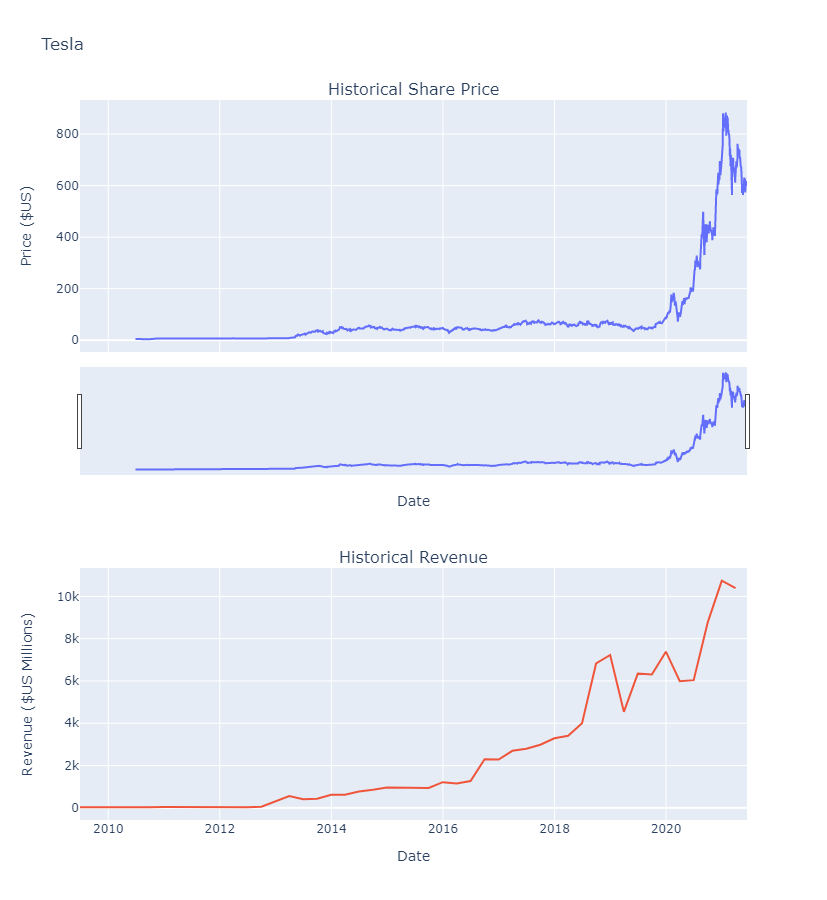 Tesla
Historical Share Price
800
600
400
200
0
Price ($US)
Date
Historical Revenue
10k
8k
6k
4k
2k
0
Revenue ($US Millions)
2010 2012 2014 2016 2018 2020
Date